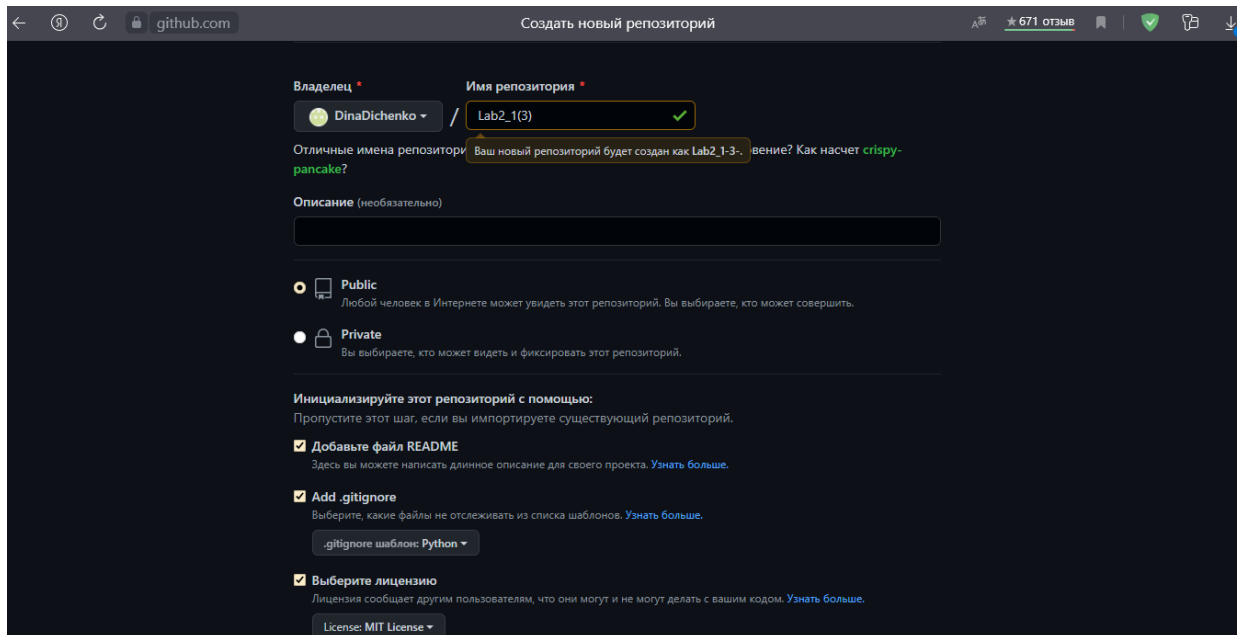 github.com
Создать новый репозиторий
★ 671 отзыв
Владелец *
Имя репозитория *
DinaDichenko / Lab2_1(3)
Отличные имена репозитори
Ваш новый репозиторий будет создан как Lab2_1-3-.
вение? Как насчет crispy-
pancake?
Описание (необязательно)
Public
Любой человек в Интернете может увидеть этот репозиторий. Вы выбираете, кто может совершить.
Private
Вы выбираете, кто может видеть и фиксировать этот репозиторий.
Инициализируйте этот репозиторий с помощью:
Пропустите этот шаг, если вы импортируете существующий репозиторий.
Добавьте файл README
Здесь вы можете написать длинное описание для своего проекта. Узнать больше.
Add .gitignore
Выберите, какие файлы не отслеживать из списка шаблонов. Узнать больше.
.gitignore шаблон: Python
Выберите лицензию
Лицензия сообщает другим пользователям, что они могут и не могут делать с вашим кодом. Узнать больше.
License: MIT License